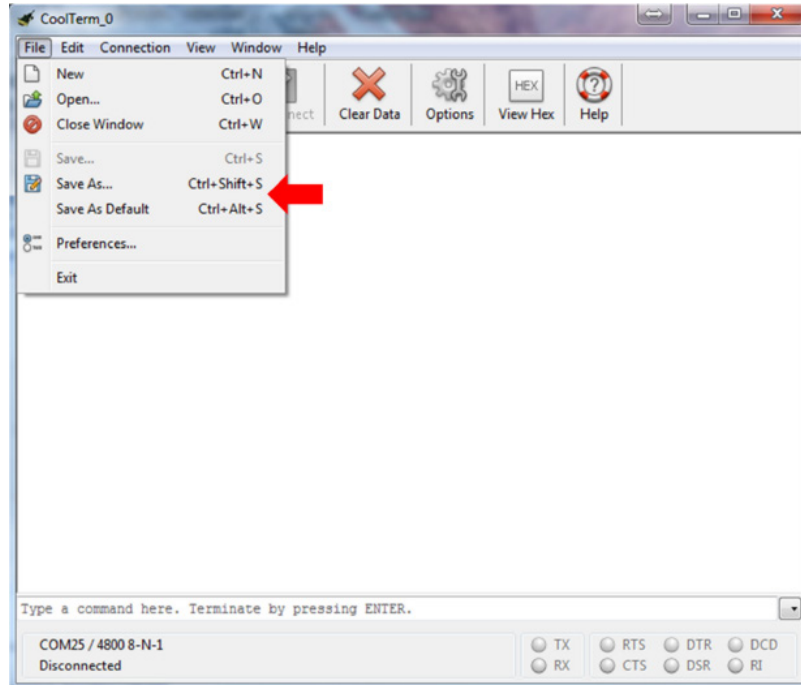 CoolTerm_0
File Edit Connection View Window Help
New Ctrl+N
Open... Ctrl+O
Close Window Ctrl+W
Save... Ctrl+S
Save As... Ctrl+Shift+S
Save As Default Ctrl+Alt+S
Preferences...
Exit
nect Clear Data Options View Hex Help
HEX
Type a command here. Terminate by pressing ENTER.
COM25 / 4800 8-N-1
Disconnected
TX RTS DTR DCD
RX CTS DSR RI